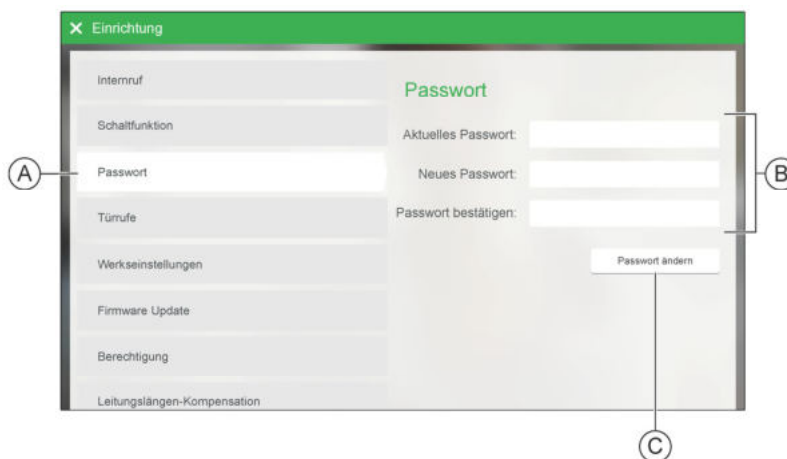 × Einrichtung
Internruf
Schaltfunktion
Passwort
Türrufe
Werkseinstellungen
Firmware Update
Berechtigung
Leitungslängen-Kompensation
Passwort
Aktuelles Passwort:
Neues Passwort:
Passwort bestätigen:
Passwort ändern
A
B
C